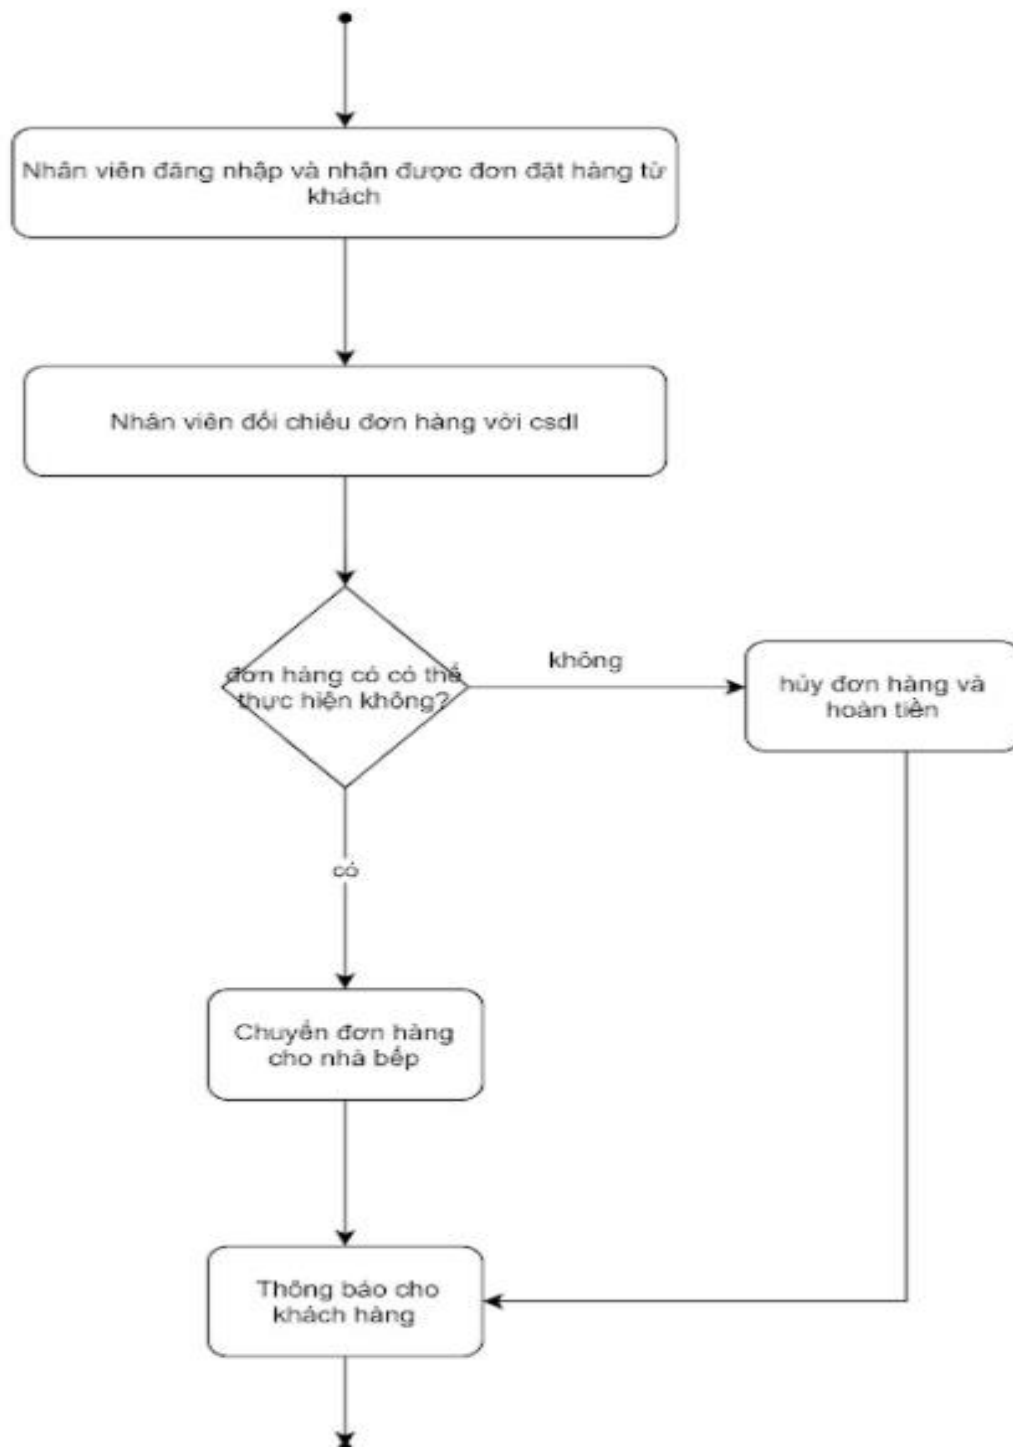 Nhân viên đăng nhập và nhận được đơn đặt hàng từ
khách
Nhân viên đối chiếu đơn hàng với csdl
đơn hàng có có thể
thực hiện không?
không
hủy đơn hàng và
hoàn tiền
có
Chuyển đơn hàng
cho nhà bếp
Thông báo cho
khách hàng